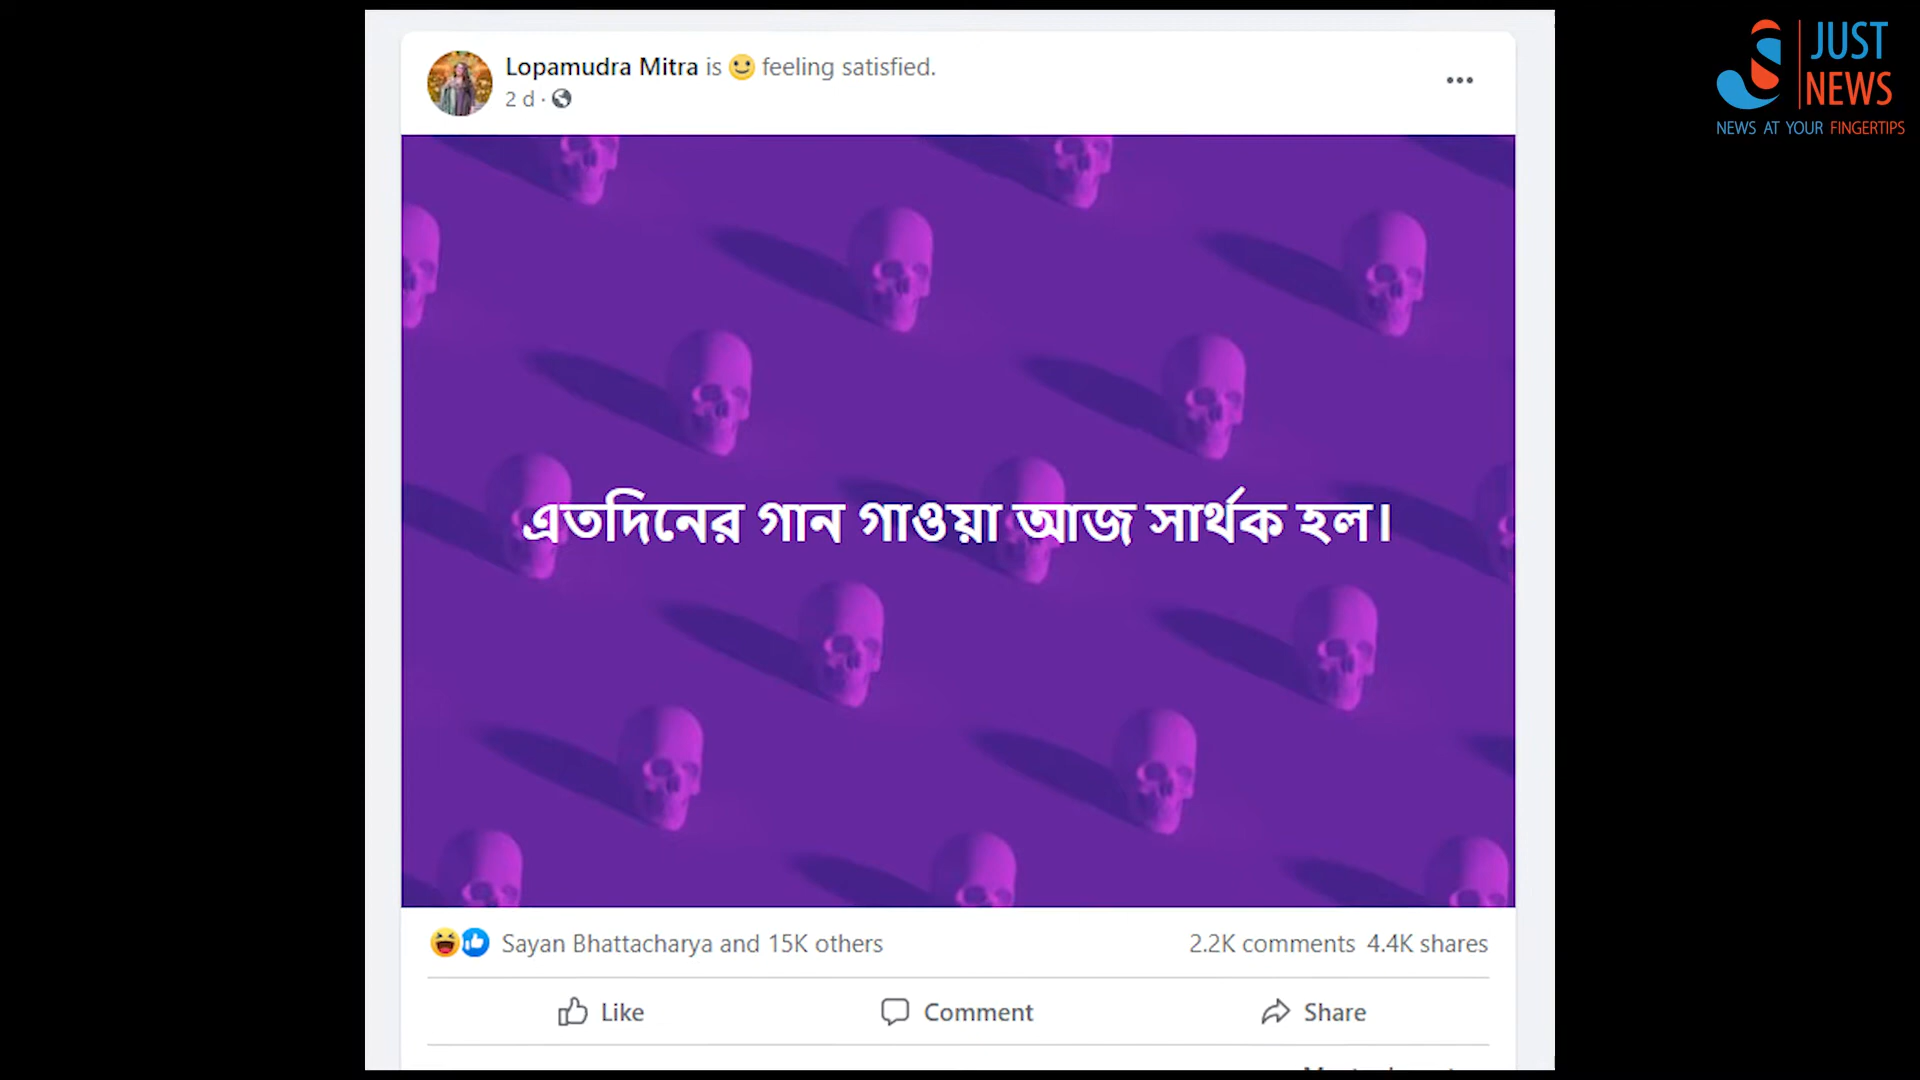 Lopamudra Mitra is feeling satisfied.
2 d ·
JUST
NEWS
NEWS AT YOUR FINGERTIPS
এতদিনের গান গাওয়া আজ সার্থক হল।
Sayan Bhattacharya and 15K others
2.2K comments 4.4K shares
Like
Comment
Share